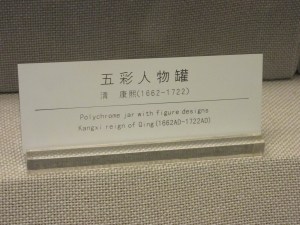 五彩人物罐
清 康熙(1662-1722)
Polychrome jar with figure designs
Kangxi reign of Qing(1662AD-1722AD)